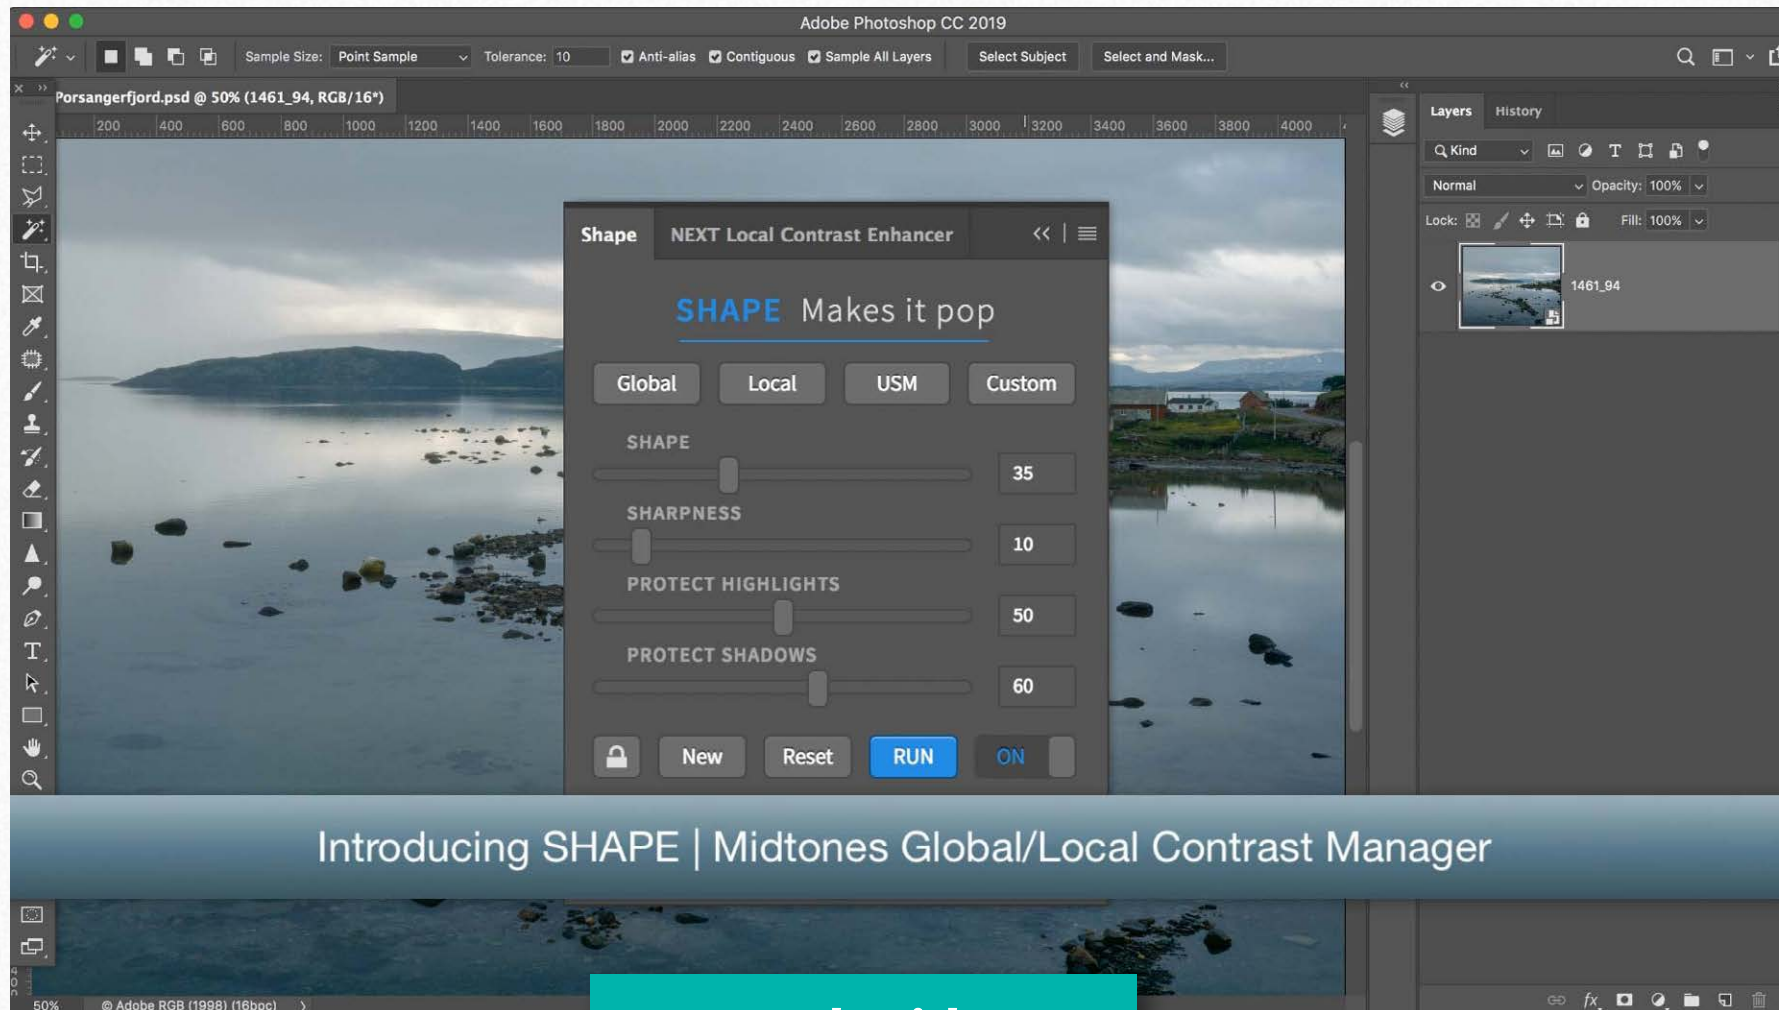 Adobe Photoshop CC 2019
Sample Size: Point Sample Tolerance: 10 Anti-alias Contiguous Sample All Layers Select Subject Select and Mask...
Porsangerfjord.psd @ 50% (1461_94, RGB/16*)
200 400 600 800 1000 1200 1400 1600 1800 2000 2200 2400 2600 2800 3000 3200 3400 3600 3800 4000
Layers History
Kind
Normal Opacity: 100%
Lock: Fill: 100%
1461_94
Shape NEXT Local Contrast Enhancer
SHAPE Makes it pop
Global Local USM Custom
SHAPE
35
SHARPNESS
10
PROTECT HIGHLIGHTS
50
PROTECT SHADOWS
60
New Reset RUN ON
Introducing SHAPE | Midtones Global/Local Contrast Manager
50% © Adobe RGB (1998) (16bpc)
fx